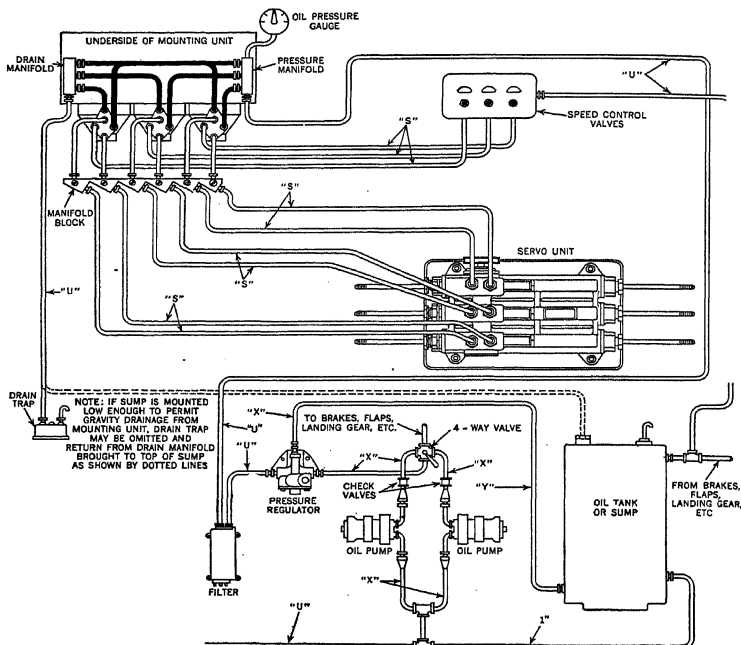 OIL PRESSURE
GAUGE
UNDERSIDE OF MOUNTING UNIT
DRAIN
MANIFOLD
PRESSURE
MANIFOLD
"U"
SPEED CONTROL
VALVES
"S"
"S"
MANIFOLD
BLOCK
SERVO UNIT
"S"
"U"
"S"
DRAIN
TRAP
NOTE: IF SUMP IS MOUNTED
LOW ENOUGH TO PERMIT
GRAVITY DRAINAGE FROM
MOUNTING UNIT, DRAIN TRAP
MAY BE OMITTED AND
RETURN FROM DRAIN MANIFOLD
BROUGHT TO TOP OF SUMP
AS SHOWN BY DOTTED LINES
"X"
"U"
"U"
TO BRAKES, FLAPS,
LANDING GEAR, ETC.
4-WAY VALVE
"X"
"X"
CHECK
VALVES
"Y"
PRESSURE
REGULATOR
OIL TANK
OR SUMP
FROM BRAKES,
FLAPS,
LANDING GEAR,
ETC
OIL PUMP
OIL PUMP
"X"
FILTER
"U"
1"